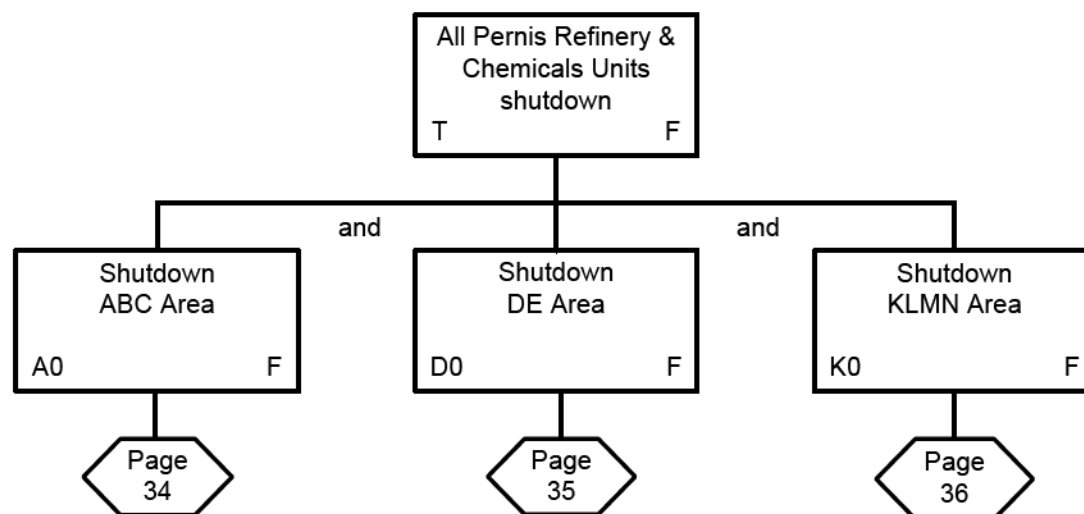 All Pernis Refinery &
Chemicals Units
shutdown
T F
and and
Shutdown
ABC Area
A0 F
Shutdown
DE Area
D0 F
Shutdown
KLMN Area
K0 F
Page
34
Page
35
Page
36